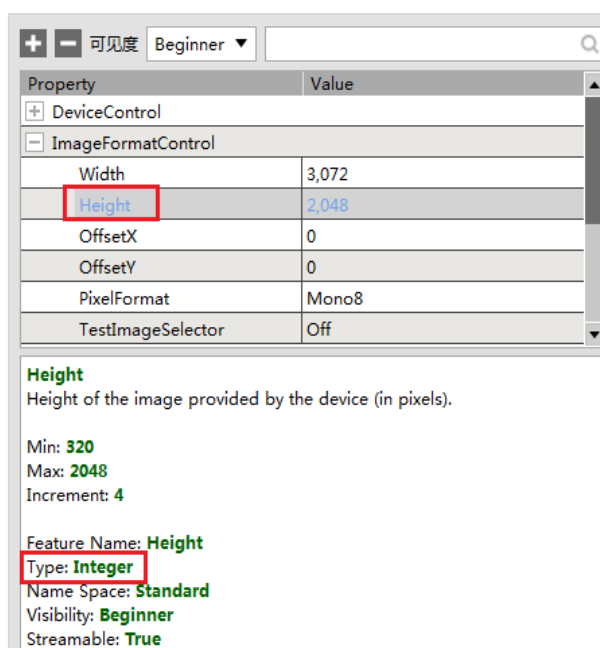 可见度 Beginner
Property Value
DeviceControl
ImageFormatControl
Width 3,072
Height 2,048
OffsetX 0
OffsetY 0
PixelFormat Mono8
TestImageSelector Off
Height
Height of the image provided by the device (in pixels).
Min: 320
Max: 2048
Increment: 4
Feature Name: Height
Type: Integer
Name Space: Standard
Visibility: Beginner
Streamable: True